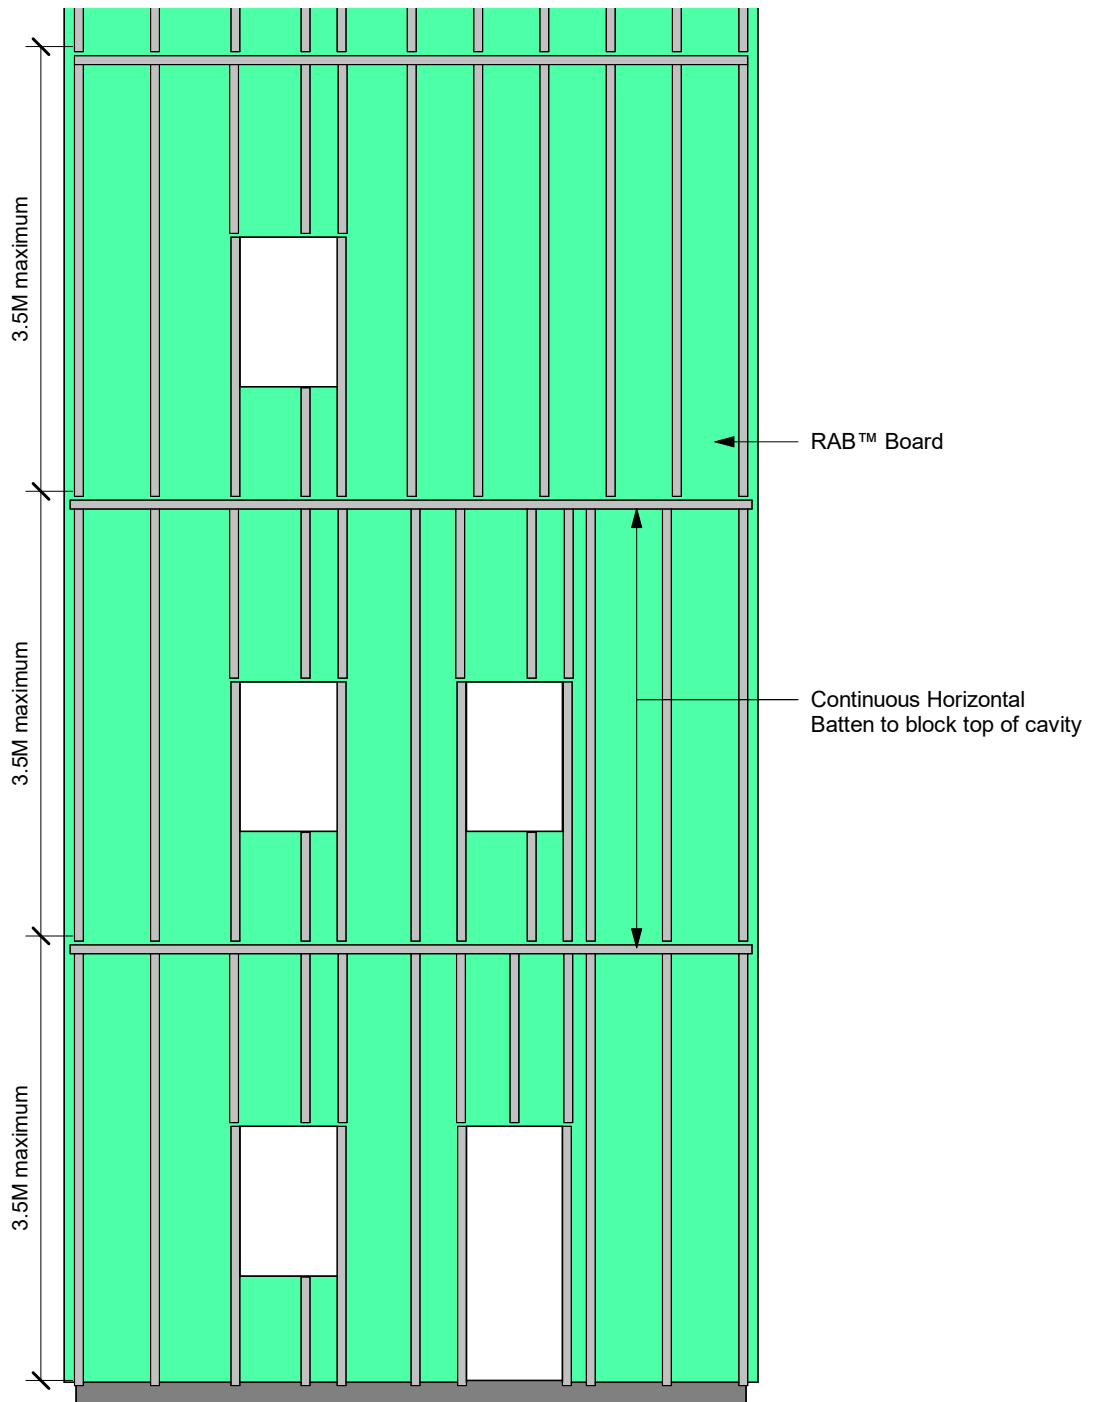 3.5M maximum
RAB™ Board
3.5M maximum
Continuous Horizontal
Batten to block top of cavity
3.5M maximum